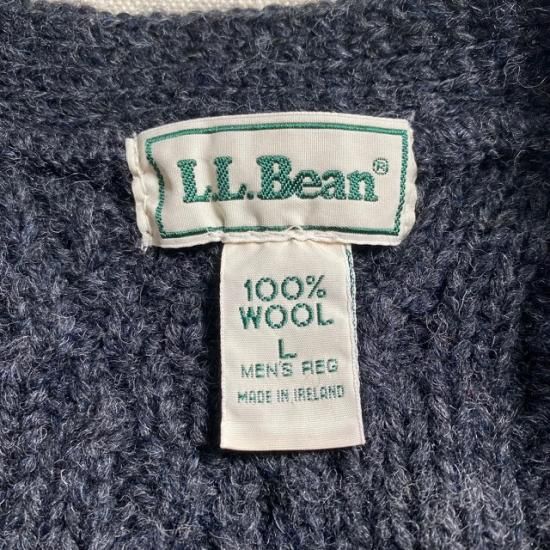 L.L.Bean®
100%
WOOL
L
MEN'S REG
MADE IN IRELAND